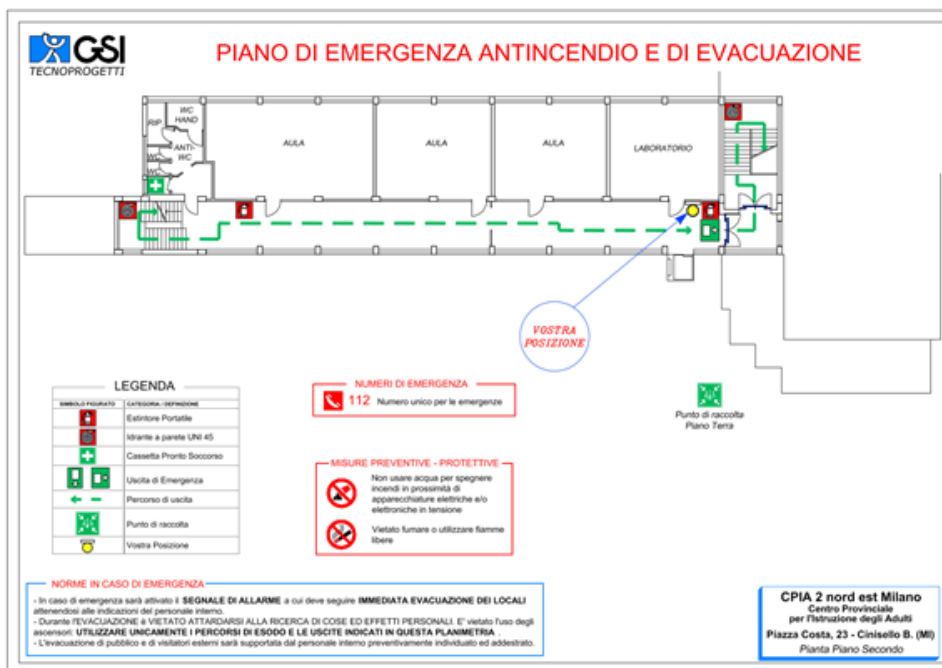 GSI
TECNOPROGETTI
PIANO DI EMERGENZA ANTINCENDIO E DI EVACUAZIONE
WC
HAND
RIP
ANTI-
WC
WC
WC
AULA
AULA
AULA
LABORATORIO
VOSTRA
POSIZIONE
LEGENDA
SIMBOLO FIGURATO CATEGORIA / DEFINIZIONE
Estintore Portatile
Idrante a parete UNI 45
Cassetta Pronto Soccorso
Uscita di Emergenza
Percorso di uscita
Punto di raccolta
Vostra Posizione
NUMERI DI EMERGENZA
112 Numero unico per le emergenze
MISURE PREVENTIVE - PROTETTIVE
Non usare acqua per spegnere
incendi in prossimità di
apparecchiature elettriche e/o
elettroniche in tensione
Vietato fumare o utilizzare fiamme
libere
Punto di raccolta
Piano Terra
NORME IN CASO DI EMERGENZA
- In caso di emergenza sarà attivato il SEGNALE DI ALLARME a cui deve seguire IMMEDIATA EVACUAZIONE DEI LOCALI
attenendosi alle indicazioni del personale interno.
- Durante l'EVACUAZIONE è VIETATO ATTARDARSI ALLA RICERCA DI COSE ED EFFETTI PERSONALI. E' vietato l'uso degli
ascensori: UTILIZZARE UNICAMENTE I PERCORSI DI ESODO E LE USCITE INDICATI IN QUESTA PLANIMETRIA .
- L'evacuazione di pubblico e di visitatori esterni sarà supportata dal personale interno preventivamente individuato ed addestrato.
CPIA 2 nord est Milano
Centro Provinciale
per l'Istruzione degli Adulti
Piazza Costa, 23 - Cinisello B. (MI)
Pianta Piano Secondo